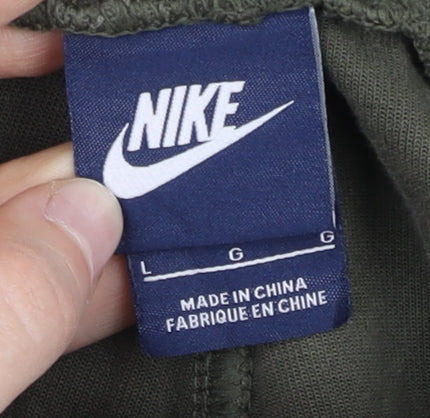 NIKE
L G G
MADE IN CHINA
FABRIQUE EN CHINE